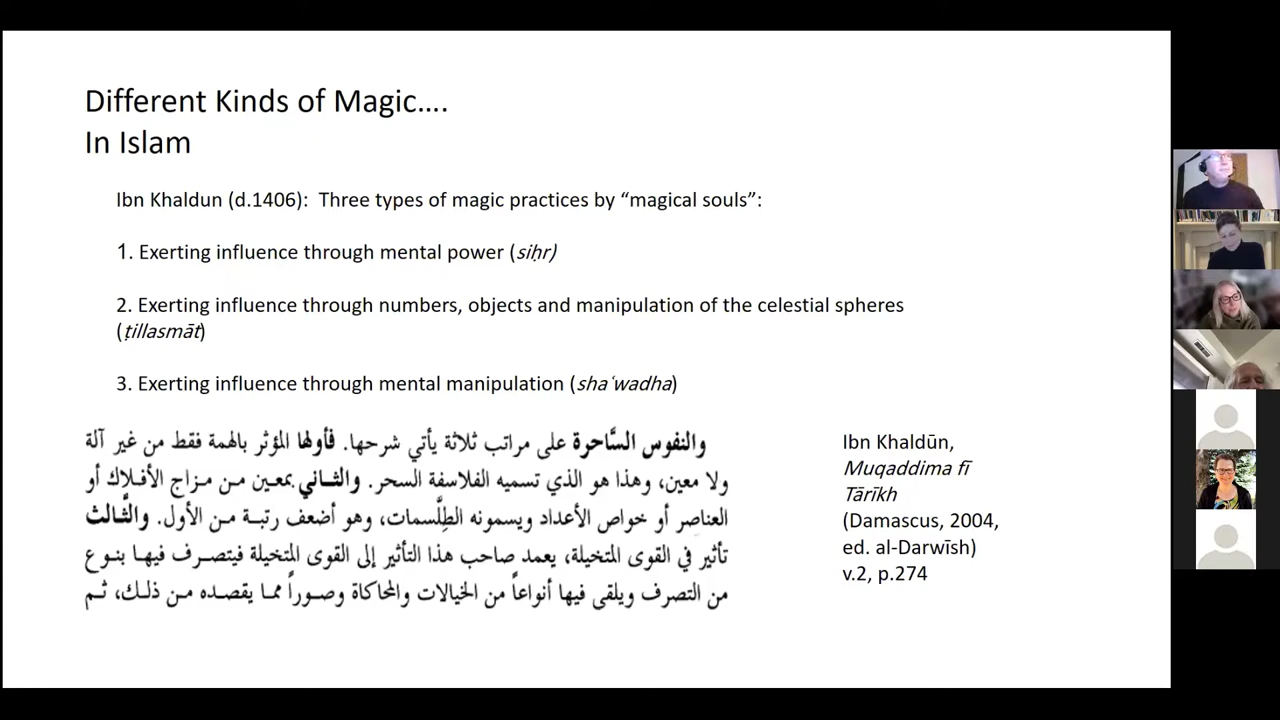 Different Kinds of Magic....
In Islam
Ibn Khaldun (d.1406): Three types of magic practices by “magical souls”:
1. Exerting influence through mental power (siḥr)
2. Exerting influence through numbers, objects and manipulation of the celestial spheres
(ṭillasmāt)
3. Exerting influence through mental manipulation (shaʿwadha)
والنفوس السَّاحرة على مراتب ثلاثة يأتي شرحها. فأولها المؤثر بالهمة فقط من غير آلة
ولا معين، وهذا هو الذي تسميه الفلاسفة السحر. والثاني بمعين من مزاج الأفلاك أو
العناصر أو خواص الأعداد ويسمونه الطِلَّسمات، وهو أضعف رتبة من الأول. والثَّالث
تأثير في القوى المتخيلة، يعمد صاحب هذا التأثير إلى القوى المتخيلة فيتصرف فيها بنوع
من التصرف ويلقى فيها أنواعاً من الخيالات والمحاكاة وصوراً مما يقصده من ذلك، ثم
Ibn Khaldūn,
Muqaddima fī
Tārīkh
(Damascus, 2004,
ed. al-Darwīsh)
v.2, p.274